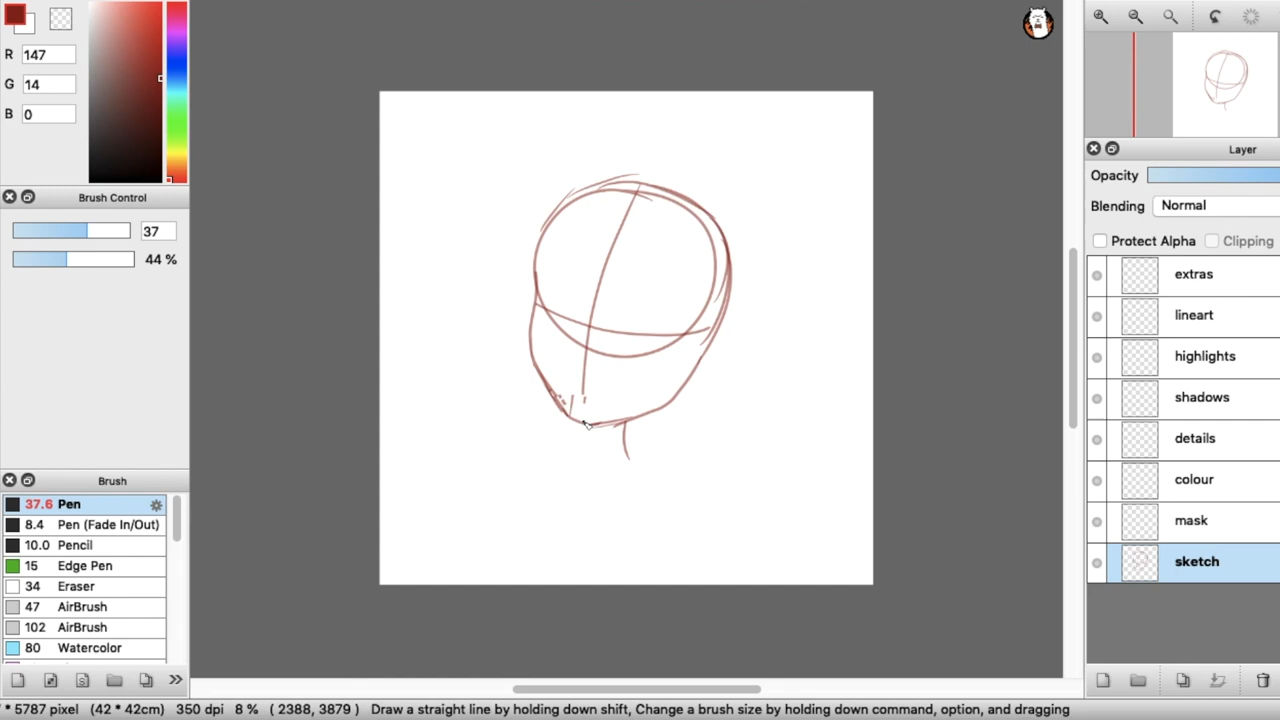 R 147
G 14
B 0
Brush Control
37
44 %
Brush
37.6 Pen
8.4 Pen (Fade In/Out)
10.0 Pencil
15 Edge Pen
34 Eraser
47 AirBrush
102 AirBrush
80 Watercolor
Layer
Opacity
Blending Normal
Protect Alpha Clipping
extras
lineart
highlights
shadows
details
colour
mask
sketch
* 5787 pixel (42 * 42cm) 350 dpi 8 % ( 2388, 3879 ) Draw a straight line by holding down shift, Change a brush size by holding down command, option, and dragging